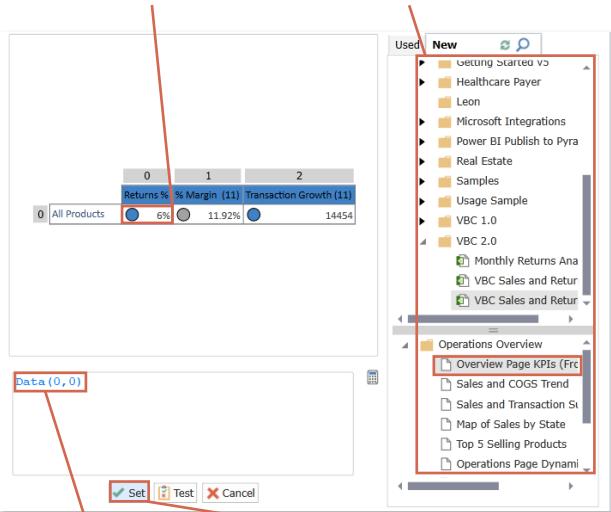 Used New
Getting Started v5
Healthcare Payer
Leon
Microsoft Integrations
Power BI Publish to Pyra
Real Estate
Samples
Usage Sample
VBC 1.0
VBC 2.0
Monthly Returns Ana
VBC Sales and Retur
VBC Sales and Retur
0 1 2
Returns % % Margin (11) Transaction Growth (11)
0 All Products 6% 11.92% 14454
Operations Overview
Overview Page KPIs (Fro
Sales and COGS Trend
Sales and Transaction Su
Map of Sales by State
Top 5 Selling Products
Operations Page Dynami
Data(0,0)
Set Test Cancel